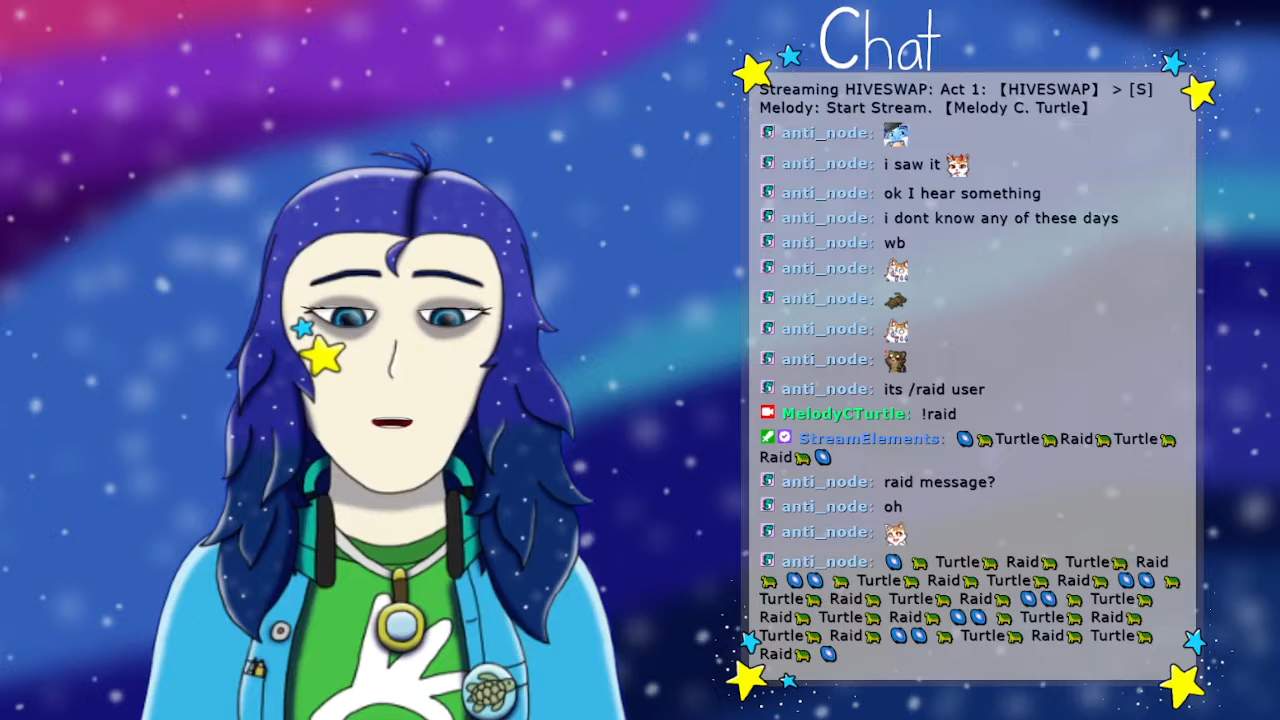 Chat
Streaming HIVESWAP: Act 1: 【HIVESWAP】 > [S]
Melody: Start Stream. 【Melody C. Turtle】
anti_node:
anti_node: i saw it
anti_node: ok I hear something
anti_node: i dont know any of these days
anti_node: wb
anti_node:
anti_node:
anti_node:
anti_node:
anti_node: its /raid user
MelodyCTurtle: !raid
StreamElements: Turtle Raid Turtle
Raid
anti_node: raid message?
anti_node: oh
anti_node:
anti_node: Turtle Raid Turtle Raid
Turtle Raid Turtle Raid
Turtle Raid Turtle Raid Turtle
Raid Turtle Raid Turtle Raid
Turtle Raid Turtle Raid Turtle
Raid